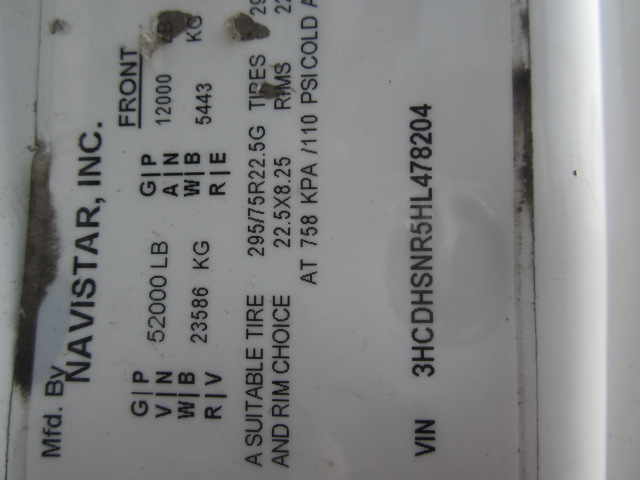 Mfd. By
NAVISTAR, INC.
FRONT
G|P G|P
V|N 52000 LB A|N 12000 LB
W|B W|B
R|V 23586 KG R|E 5443 KG
A SUITABLE TIRE 295/75R22.5G TIRES
AND RIM CHOICE 22.5X8.25 RIMS
AT 758 KPA /110 PSI COLD
VIN 3HCDHSNR5HL478204